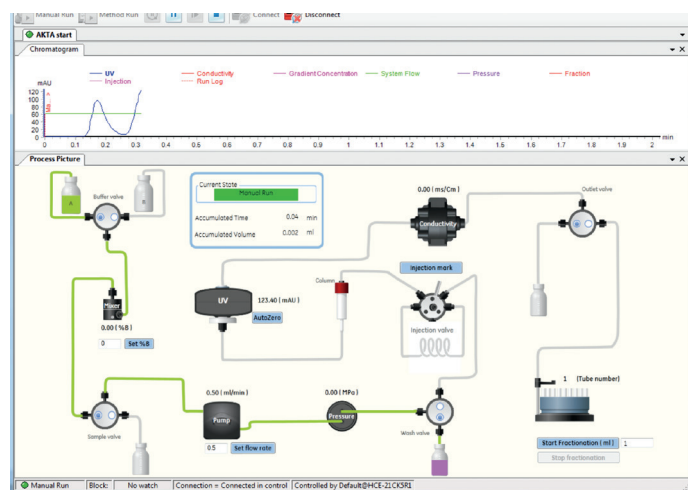 Manual Run Method Run Connect Disconnect
AKTA start
Chromatogram
UV Conductivity Gradient Concentration System Flow Pressure Fraction
Injection Run Log
mAU
120
100
80
60
40
20
0
0 0.1 0.2 0.3 0.4 0.5 0.6 0.7 0.8 0.9 1.0 1.1 1.2 1.3 1.4 1.5 1.6 1.7 1.8 1.9 2
min
Process Picture
A
B
Buffer valve
Current State
Manual Run
Accumulated Time 0.04 min
Accumulated Volume 0.002 ml
0.00 ( ms/Cm )
Conductivity
Outlet valve
Injection mark
Column
Mixer
0.00 ( %B )
0 Set %B
UV
123.40 ( mAU )
AutoZero
Injection valve
1 (Tube number)
0.50 ( ml/min )
Pump
0.5 Set flow rate
0.00 (MPa)
Pressure
Sample valve
Wash valve
Start Fractionation ( ml ) 1
Stop fractionation
Manual Run Block: No watch Connection = Connected in control Controlled by Default@HCE-21CK5R1